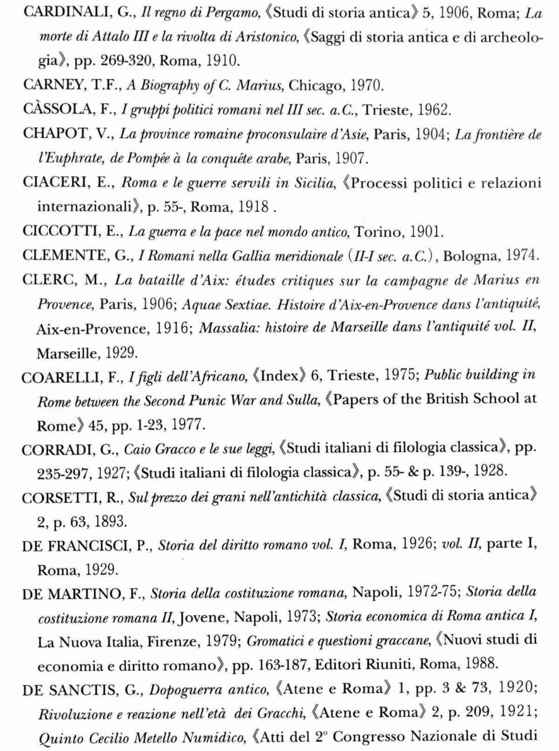 CARDINALI, G., Il regno di Pergamo, 《Studi di storia antica》 5, 1906, Roma; La
morte di Attalo III e la rivolta di Aristonico, 《Saggi di storia antica e di archeolo-
gia》, pp. 269-320, Roma, 1910.
CARNEY, T.F., A Biography of C. Marius, Chicago, 1970.
CÀSSOLA, F., I gruppi politici romani nel III sec. a.C., Trieste, 1962.
CHAPOT, V., La province romaine proconsulaire d'Asie, Paris, 1904; La frontière de
l'Euphrate, de Pompée à la conquête arabe, Paris, 1907.
CIACERI, E., Roma e le guerre servili in Sicilia, 《Processi politici e relazioni
internazionali》, p. 55-, Roma, 1918 .
CICCOTTI, E., La guerra e la pace nel mondo antico, Torino, 1901.
CLEMENTE, G., I Romani nella Gallia meridionale (II-I sec. a.C.), Bologna, 1974.
CLERC, M., La bataille d'Aix: études critiques sur la campagne de Marius en
Provence, Paris, 1906; Aquae Sextiae. Histoire d'Aix-en-Provence dans l'antiquité,
Aix-en-Provence, 1916; Massalia: histoire de Marseille dans l'antiquité vol. II,
Marseille, 1929.
COARELLI, F., I figli dell'Africano, 《Index》 6, Trieste, 1975; Public building in
Rome between the Second Punic War and Sulla, 《Papers of the British School at
Rome》 45, pp. 1-23, 1977.
CORRADI, G., Caio Gracco e le sue leggi, 《Studi italiani di filologia classica》, pp.
235-297, 1927; 《Studi italiani di filologia classica》, p. 55- & p. 139-, 1928.
CORSETTI, R., Sul prezzo dei grani nell'antichità classica, 《Studi di storia antica》
2, p. 63, 1893.
DE FRANCISCI, P., Storia del diritto romano vol. I, Roma, 1926; vol. II, parte I,
Roma, 1929.
DE MARTINO, F., Storia della costituzione romana, Napoli, 1972-75; Storia della
costituzione romana II, Jovene, Napoli, 1973; Storia economica di Roma antica I,
La Nuova Italia, Firenze, 1979; Gromatici e questioni graccane, 《Nuovi studi di
economia e diritto romano》, pp. 163-187, Editori Riuniti, Roma, 1988.
DE SANCTIS, G., Dopoguerra antico, 《Atene e Roma》 1, pp. 3 & 73, 1920;
Rivoluzione e reazione nell'età dei Gracchi, 《Atene e Roma》 2, p. 209, 1921;
Quinto Cecilio Metello Numidico, 《Atti del 2° Congresso Nazionale di Studi